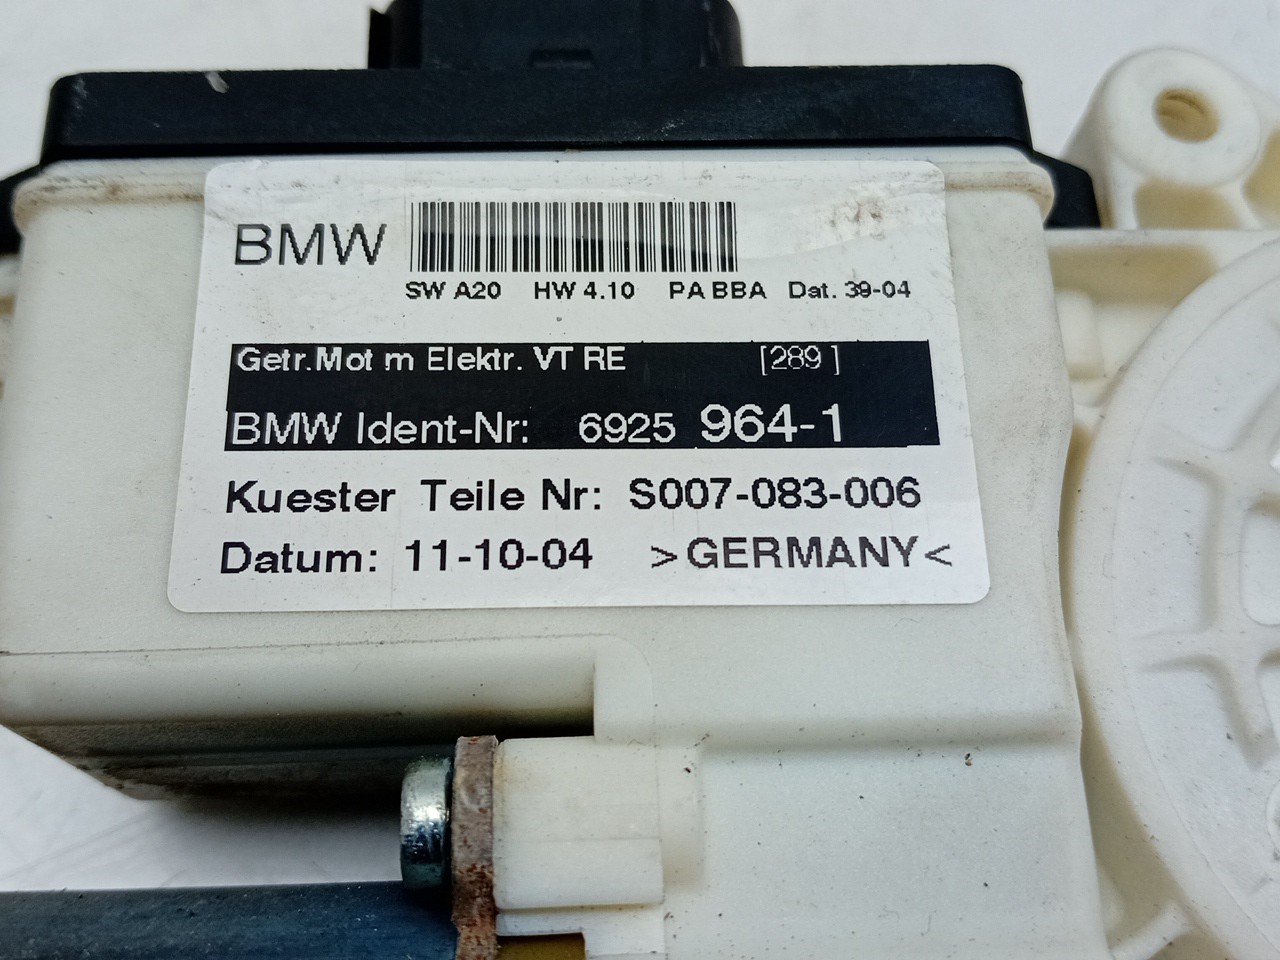 BMW
SW A20 HW 4.10 PA BBA Dat. 39-04
Getr.Mot m Elektr. VT RE [289 ]
BMW Ident-Nr: 6925 964-1
Kuester Teile Nr: S007-083-006
Datum: 11-10-04 >GERMANY<